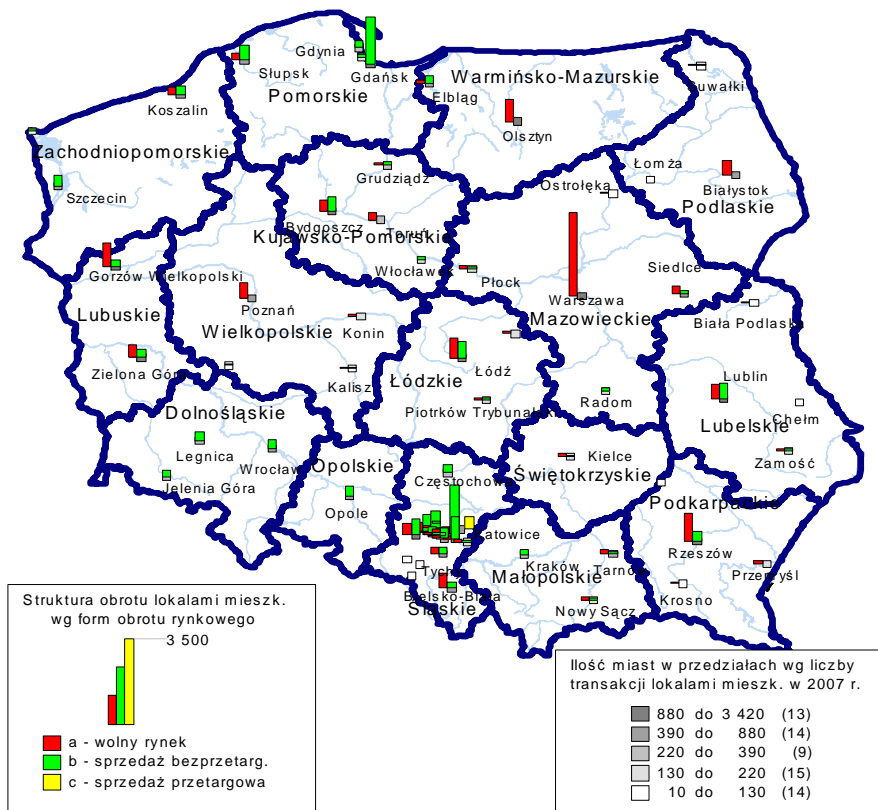 Gdynia
Słupsk
Gdańsk
Pomorskie
Koszalin
Elbląg
Warmińsko-Mazurskie
Olsztyn
Suwałki
Zachodniopomorskie
Szczecin
Grudziądz
Łomża
Ostrołęka
Białystok
Podlaskie
Bydgoszcz
Toruń
Kujawsko-Pomorskie
Włocławek
Płock
Siedlce
Gorzów Wielkopolski
Poznań
Warszawa
Mazowieckie
Lubuskie
Wielkopolskie
Konin
Biała Podlaska
Zielona Góra
Kalisz
Łódź
Łódzkie
Piotrków Trybunalski
Radom
Lublin
Chełm
Lubelskie
Dolnośląskie
Legnica
Wrocław
Jelenia Góra
Opolskie
Opole
Częstochowa
Kielce
Świętokrzyskie
Zamość
Podkarpackie
Katowice
Tychy
Kraków
Tarnów
Małopolskie
Rzeszów
Przemyśl
Bielsko-Biała
Śląskie
Nowy Sącz
Krosno
Struktura obrotu lokalami mieszk.
wg form obrotu rynkowego
3 500
a - wolny rynek
b - sprzedaż bezprzetarg.
c - sprzedaż przetargowa
Ilość miast w przedziałach wg liczby
transakcji lokalami mieszk. w 2007 r.
880 do 3 420 (13)
390 do 880 (14)
220 do 390 (9)
130 do 220 (15)
10 do 130 (14)